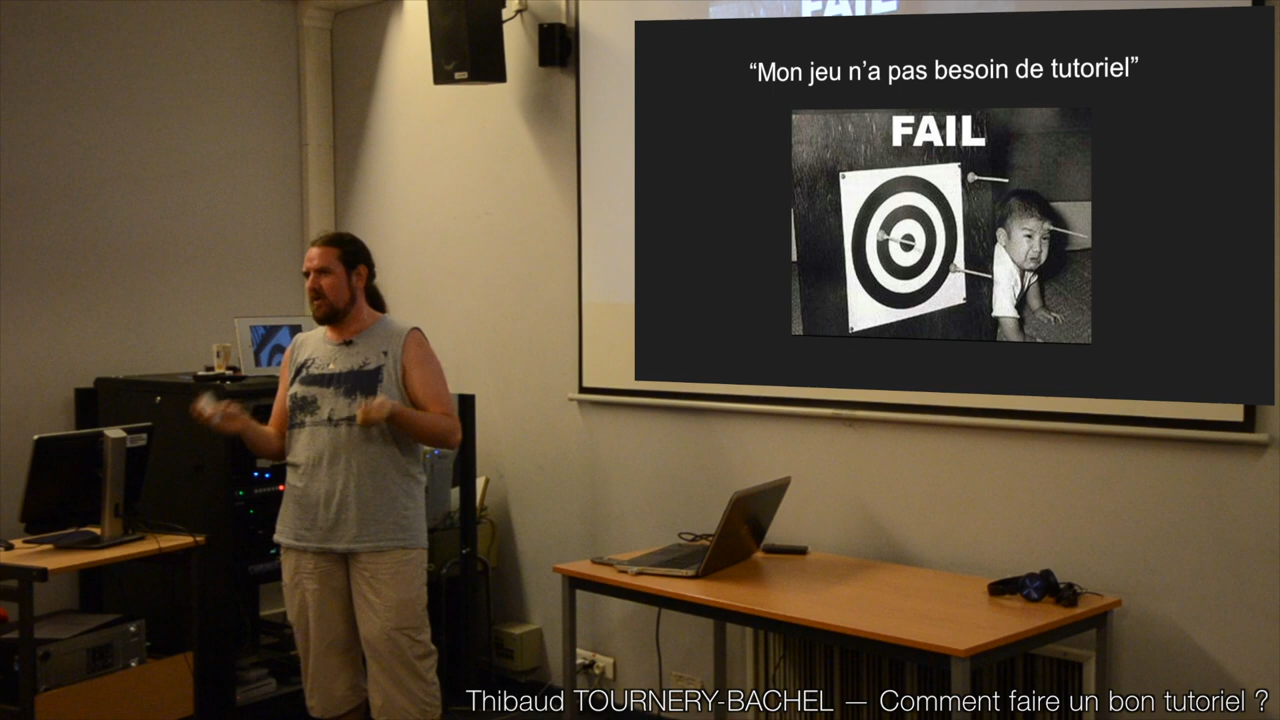 FAIL
“Mon jeu n’a pas besoin de tutoriel”
FAIL
Thibaud TOURNERY-BACHEL — Comment faire un bon tutoriel ?